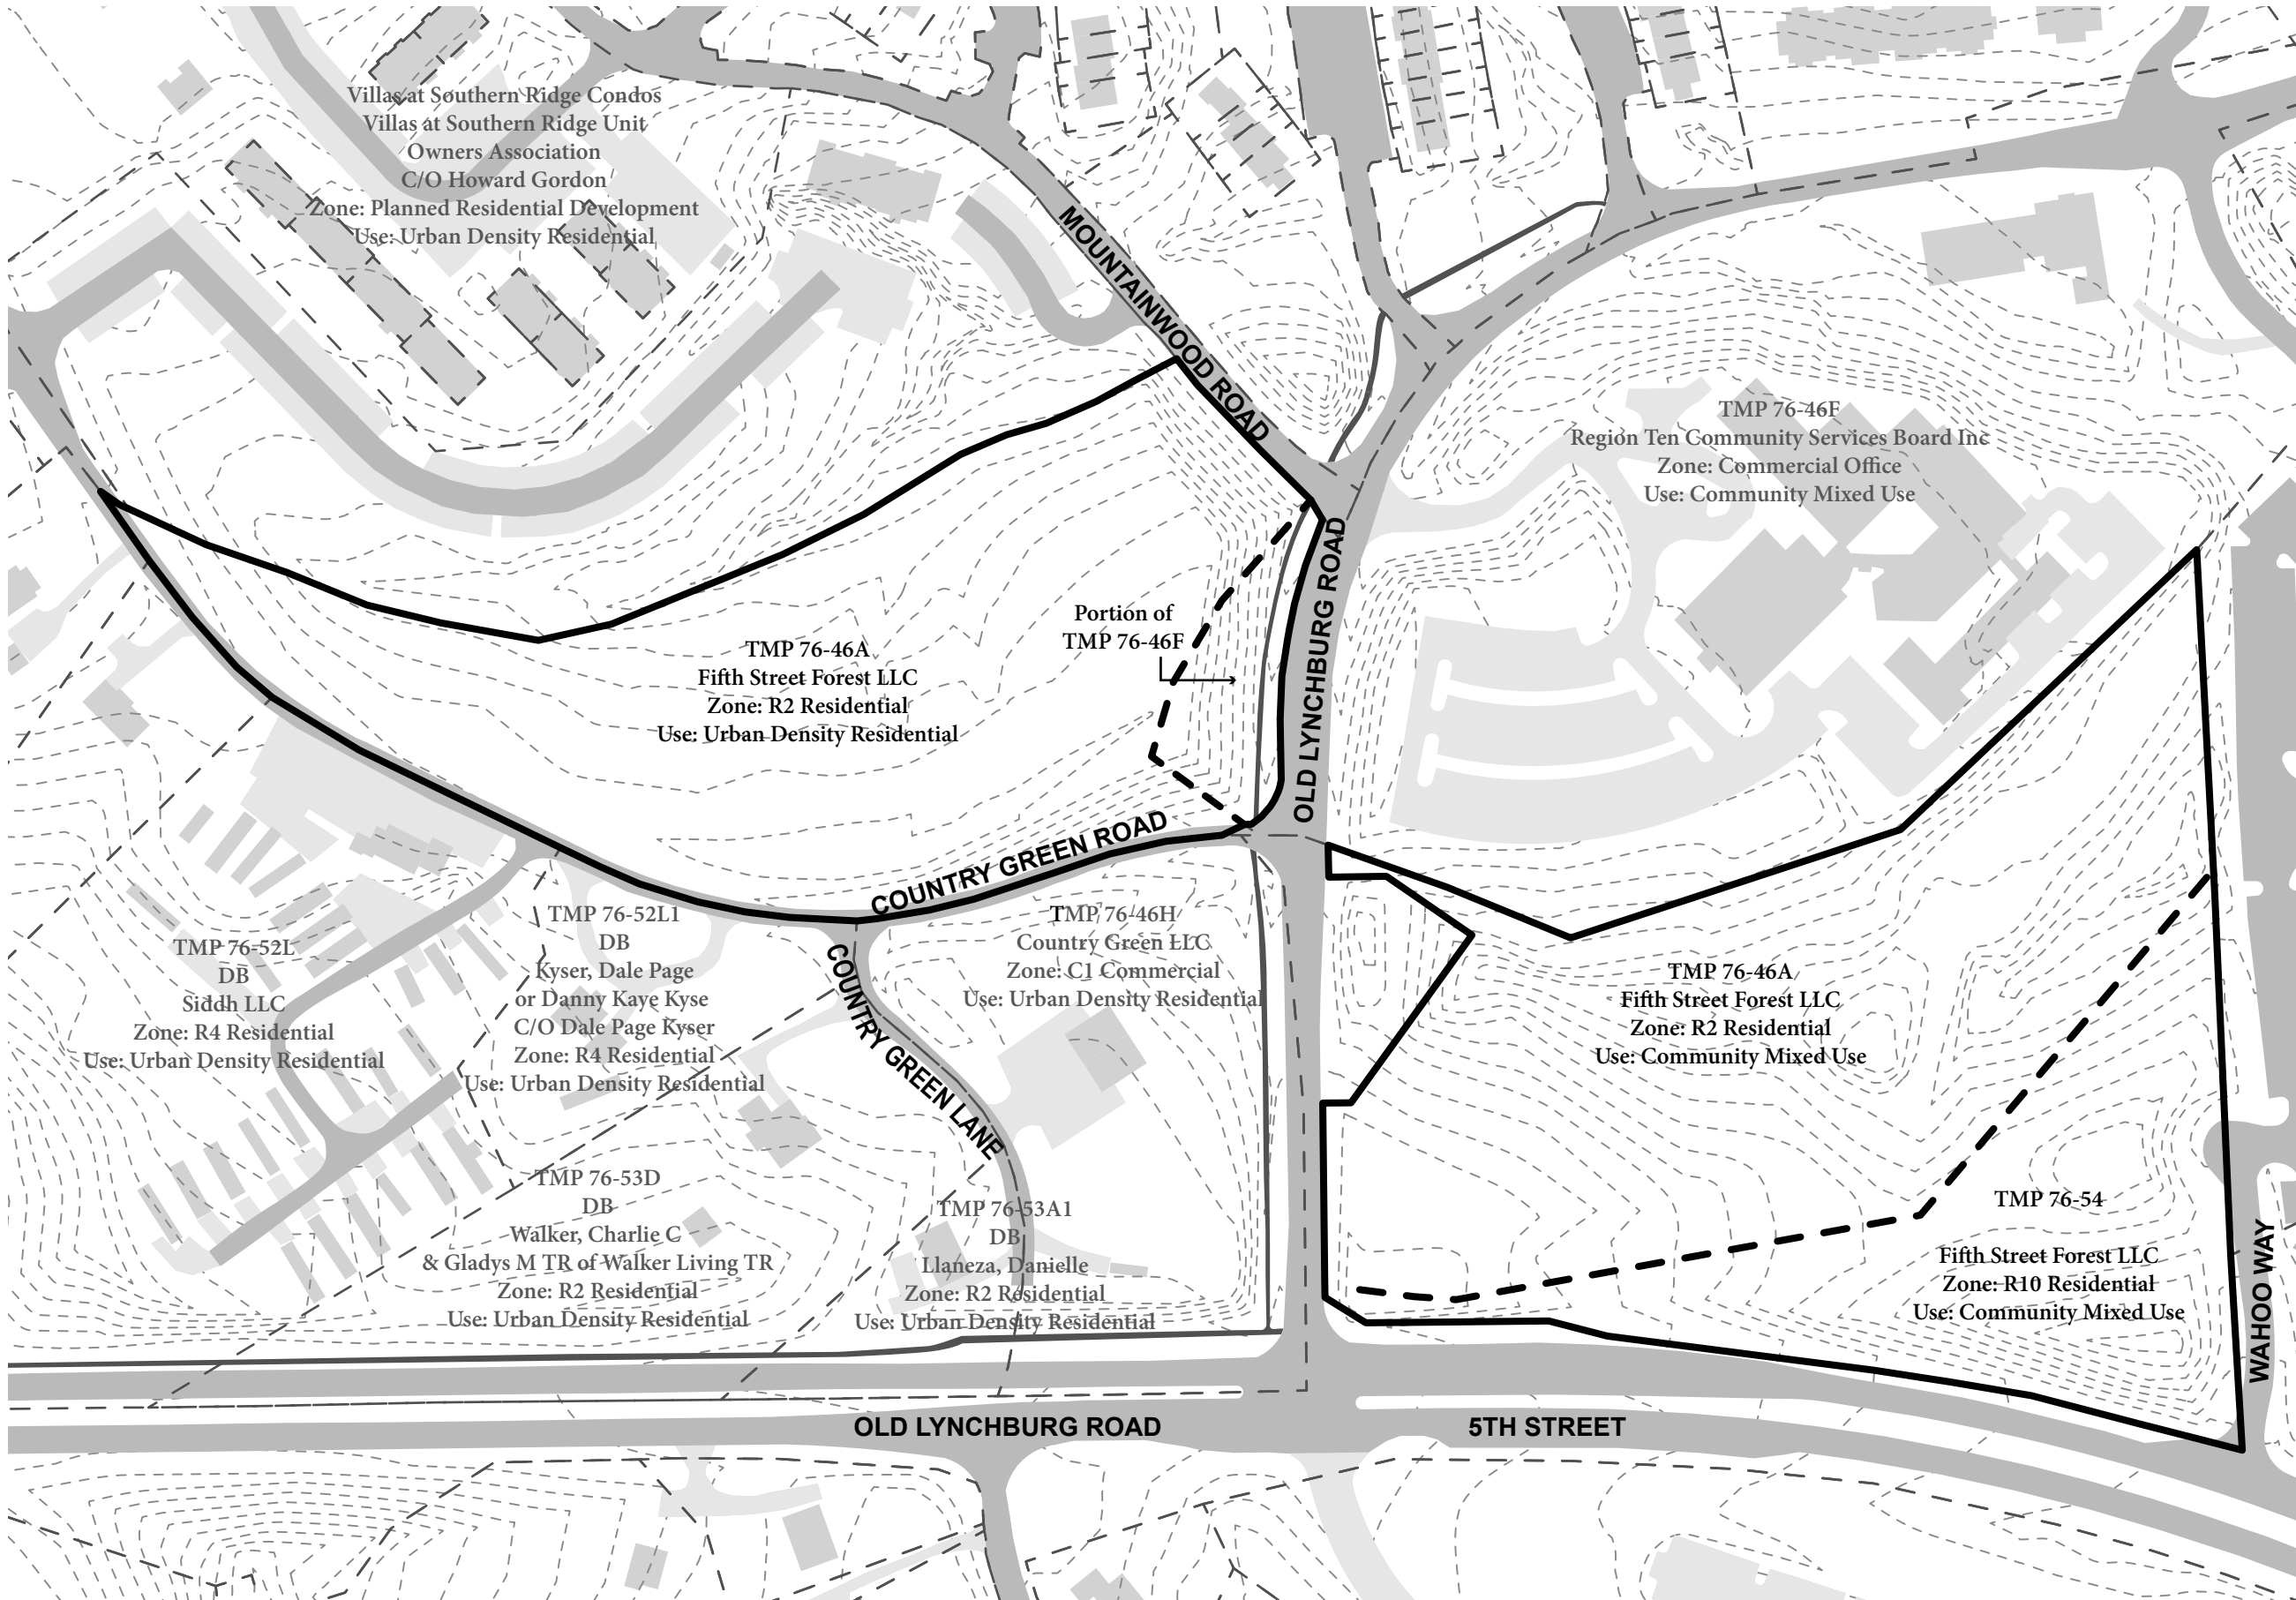 Villas at Southern Ridge Condos
Villas at Southern Ridge Unit
Owners Association
C/O Howard Gordon
Zone: Planned Residential Development
Use: Urban Density Residential
MOUNTAINWOOD ROAD
TMP 76-46F
Region Ten Community Services Board Inc
Zone: Commercial Office
Use: Community Mixed Use
Portion of
TMP 76-46F
OLD LYNCHBURG ROAD
TMP 76-46A
Fifth Street Forest LLC
Zone: R2 Residential
Use: Urban Density Residential
COUNTRY GREEN ROAD
TMP 76-52L
DB
Siddh LLC
Zone: R4 Residential
Use: Urban Density Residential
TMP 76-52L1
DB
Kyser, Dale Page
or Danny Kaye Kyse
C/O Dale Page Kyser
Zone: R4 Residential
Use: Urban Density Residential
COUNTRY GREEN LANE
TMP 76-46H
Country Green LLC
Zone: C1 Commercial
Use: Urban Density Residential
TMP 76-46A
Fifth Street Forest LLC
Zone: R2 Residential
Use: Community Mixed Use
TMP 76-53D
DB
Walker, Charlie C
& Gladys M TR of Walker Living TR
Zone: R2 Residential
Use: Urban Density Residential
TMP 76-53A1
DB
Llaneza, Danielle
Zone: R2 Residential
Use: Urban Density Residential
TMP 76-54
Fifth Street Forest LLC
Zone: R10 Residential
Use: Community Mixed Use
WAHOO WAY
OLD LYNCHBURG ROAD
5TH STREET